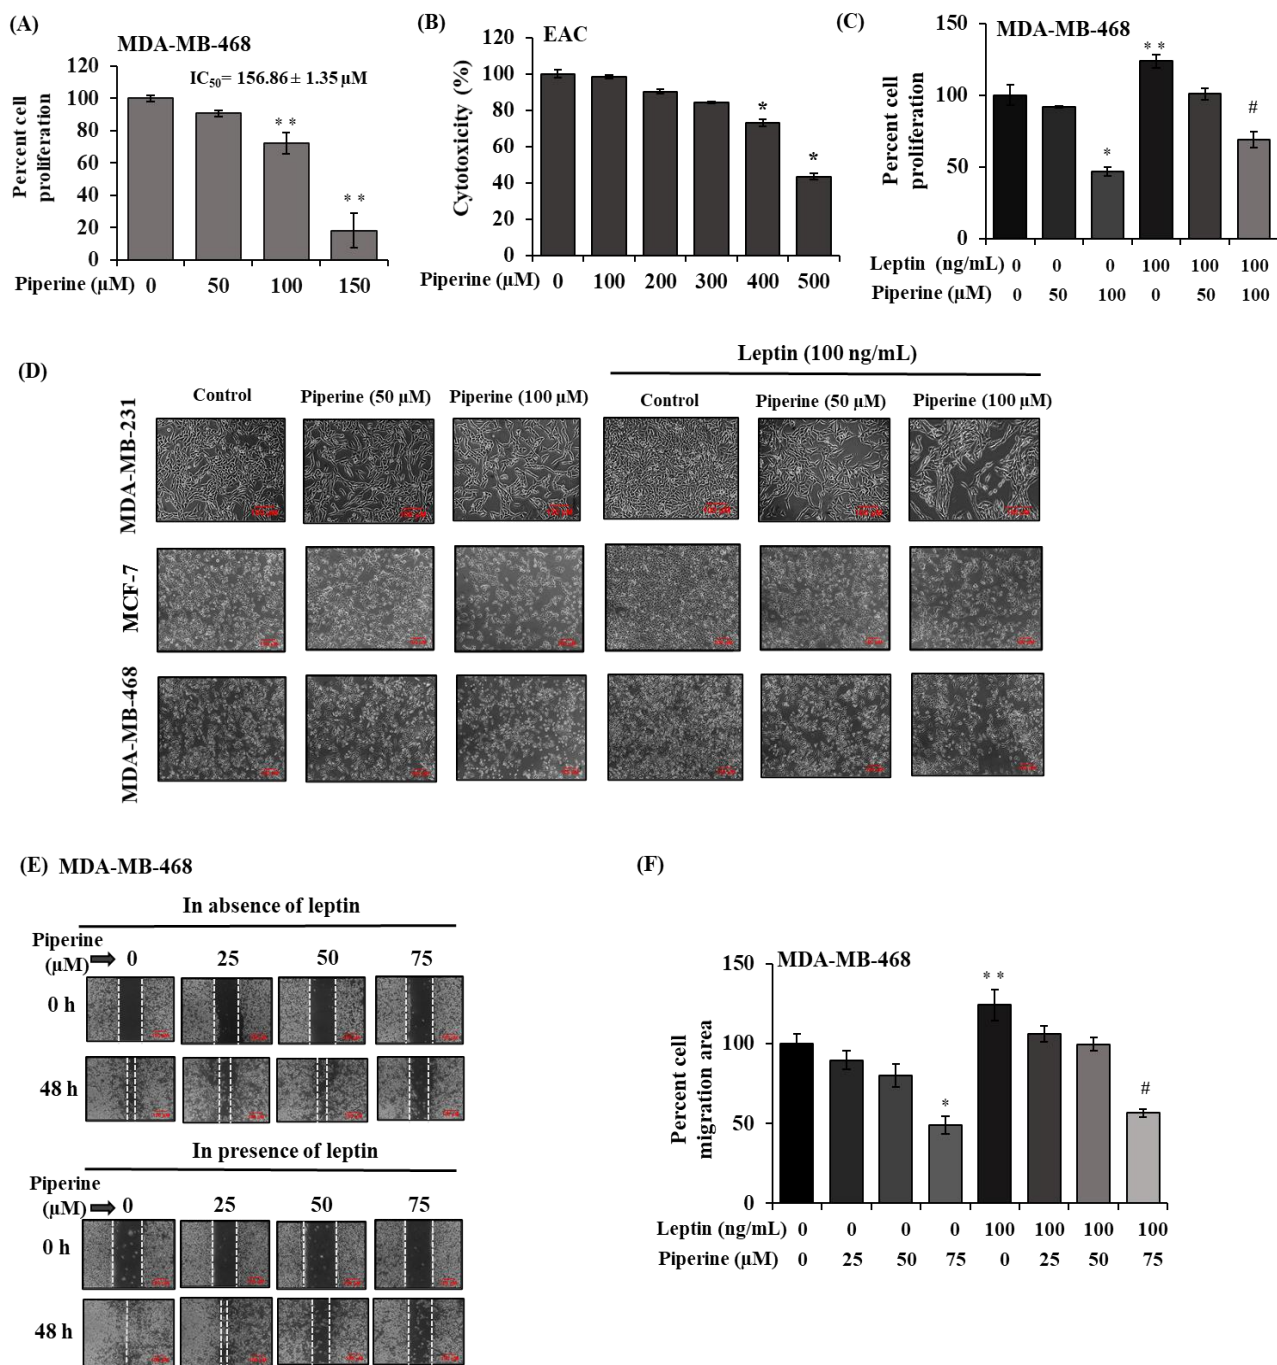 (A)
MDA-MB-468
IC50= 156.86 ± 1.35 µM
Percent cell
proliferation
120
100
80
60
40
20
0
* *
* *
Piperine (µM) 0 50 100 150
(B)
EAC
Cytotoxicity (%)
120
100
80
60
40
20
0
*
*
Piperine (µM) 0 100 200 300 400 500
(C)
MDA-MB-468
Percent cell
proliferation
150
100
50
0
*
* *
#
Leptin (ng/mL) 0 0 0 100 100 100
Piperine (µM) 0 50 100 0 50 100
(D)
Leptin (100 ng/mL)
Control Piperine (50 µM) Piperine (100 µM) Control Piperine (50 µM) Piperine (100 µM)
MDA-MB-231
MCF-7
MDA-MB-468
(E) MDA-MB-468
In absence of leptin
Piperine
(µM) 0 25 50 75
0 h
48 h
In presence of leptin
Piperine
(µM) 0 25 50 75
0 h
48 h
(F)
MDA-MB-468
Percent cell
migration area
150
100
50
0
*
* *
#
Leptin (ng/mL) 0 0 0 0 100 100 100 100
Piperine (µM) 0 25 50 75 0 25 50 75